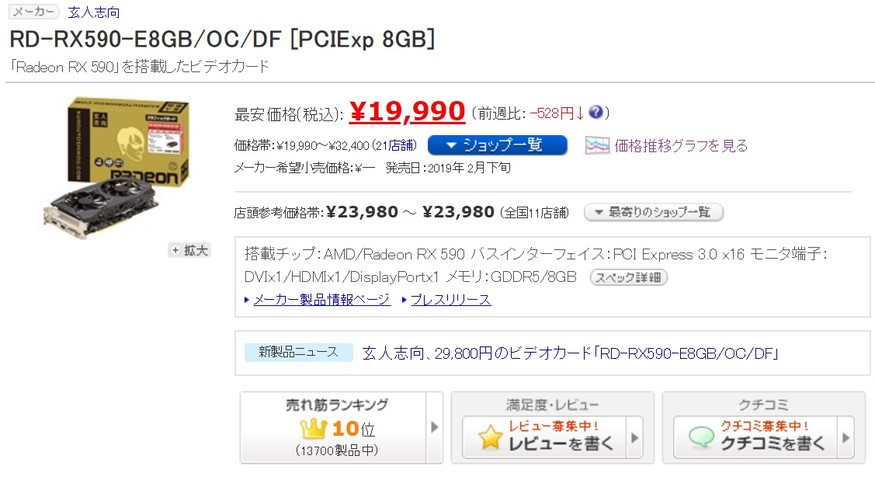 メーカー 玄人志向
RD-RX590-E8GB/OC/DF [PCIExp 8GB]
「Radeon RX 590」を搭載したビデオカード
最安価格(税込): ¥19,990 (前週比: -528円↓?)
価格帯: ¥19,990~¥32,400 (21店舗) ▼ ショップ一覧 価格推移グラフを見る
メーカー希望小売価格: ¥― 発売日: 2019年 2月下旬
店頭参考価格帯: ¥23,980 ~ ¥23,980 (全国11店舗) ▼ 最寄りのショップ一覧
玄人志向
RADEON
+ 拡大
搭載チップ: AMD/Radeon RX 590 バスインターフェイス: PCI Express 3.0 x16 モニタ端子:
DVIx1/HDMIx1/DisplayPortx1 メモリ: GDDR5/8GB スペック詳細
メーカー製品情報ページ プレスリリース
新製品ニュース 玄人志向、29,800円のビデオカード「RD-RX590-E8GB/OC/DF」
売れ筋ランキング
10位
(13700製品中)
満足度・レビュー
レビュー募集中!
レビューを書く
クチコミ
クチコミ募集中!
クチコミを書く